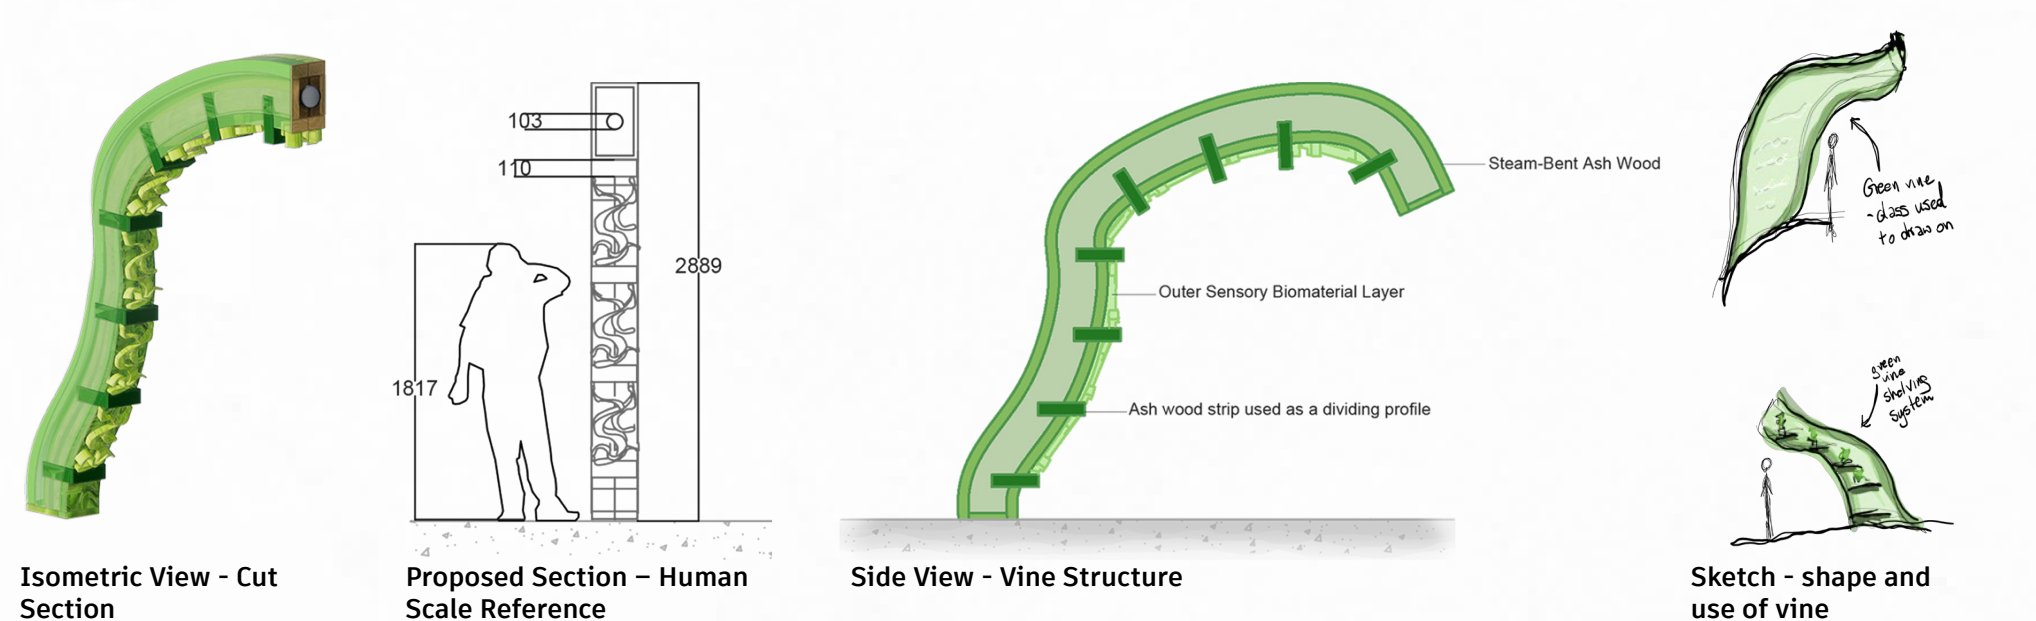 103
110
2889
1817
Steam-Bent Ash Wood
Outer Sensory Biomaterial Layer
Ash wood strip used as a dividing profile
Green vine
- glass used
to draw on
green
vine
shelving
system
Isometric View - Cut
Section
Proposed Section – Human
Scale Reference
Side View - Vine Structure
Sketch - shape and
use of vine